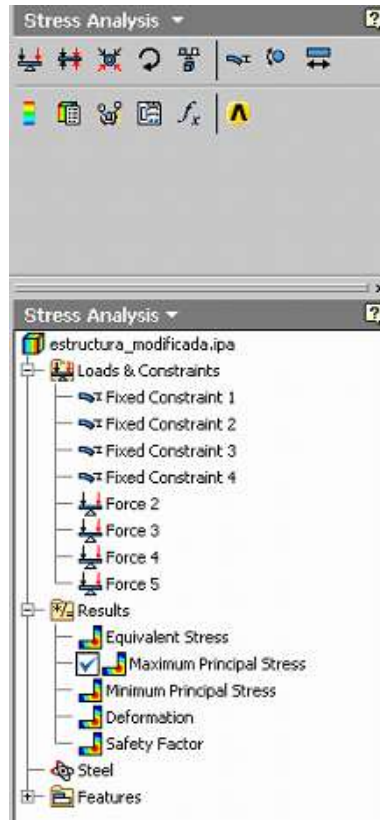 Stress Analysis
fx
Stress Analysis
estructura_modificada.ipa
Loads & Constraints
Fixed Constraint 1
Fixed Constraint 2
Fixed Constraint 3
Fixed Constraint 4
Force 2
Force 3
Force 4
Force 5
Results
Equivalent Stress
Maximum Principal Stress
Minimum Principal Stress
Deformation
Safety Factor
Steel
Features